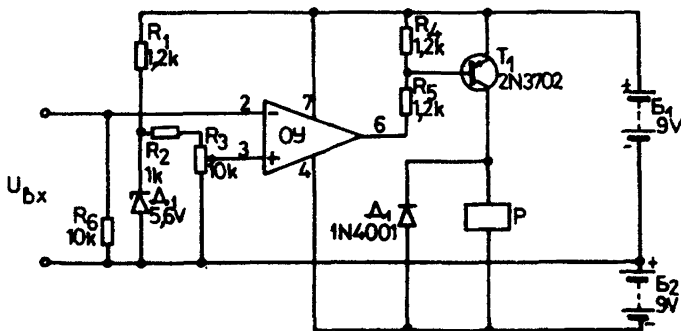 R1
1,2k
R4
1,2k
T1
2N3702
Б1
9V
+
-
2
-
7
R5
1,2k
R2
1k
R3
10k
3
+
ОУ
6
4
Uвх
R6
10k
Д1
5,6V
Д1
1N4001
P
+
Б2
9V
-